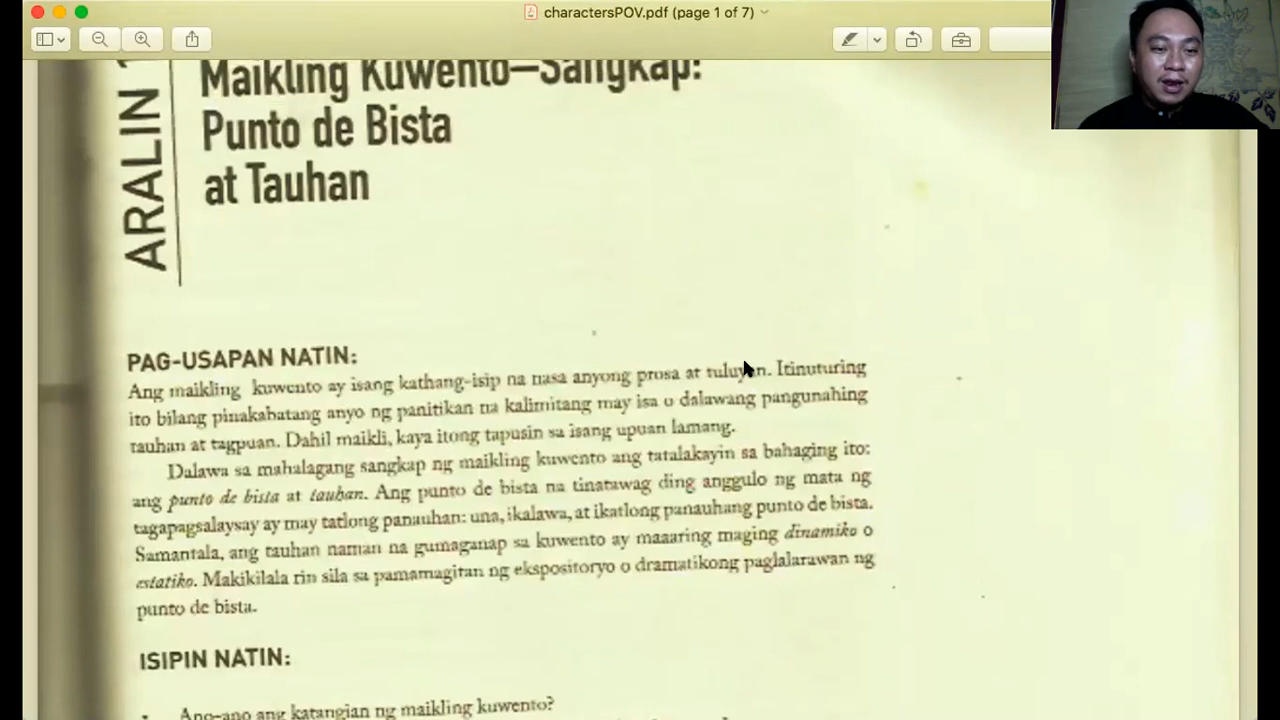 charactersPOV.pdf (page 1 of 7)
ARALIN 1
Maikling Kuwento—Sangkap:
Punto de Bista
at Tauhan
PAG-USAPAN NATIN:
Ang maikling kuwento ay isang kathang-isip na nasa anyong prosa at tuluyan. Itinuturing
ito bilang pinakabatang anyo ng panitikan na kalimitang may isa o dalawang pangunahing
tauhan at tagpuan. Dahil maikli, kaya itong tapusin sa isang upuan lamang.
Dalawa sa mahalagang sangkap ng maikling kuwento ang tatalakayin sa bahaging ito:
ang punto de bista at tauhan. Ang punto de bista na tinatawag ding anggulo ng mata ng
tagapagsalaysay ay may tatlong panauhan: una, ikalawa, at ikatlong panauhang punto de bista.
Samantala, ang tauhan naman na gumaganap sa kuwento ay maaaring maging dinamiko o
estatiko. Makikilala rin sila sa pamamagitan ng ekspositoryo o dramatikong paglalarawan ng
punto de bista.
ISIPIN NATIN:
• Ano-ano ang katangian ng maikling kuwento?